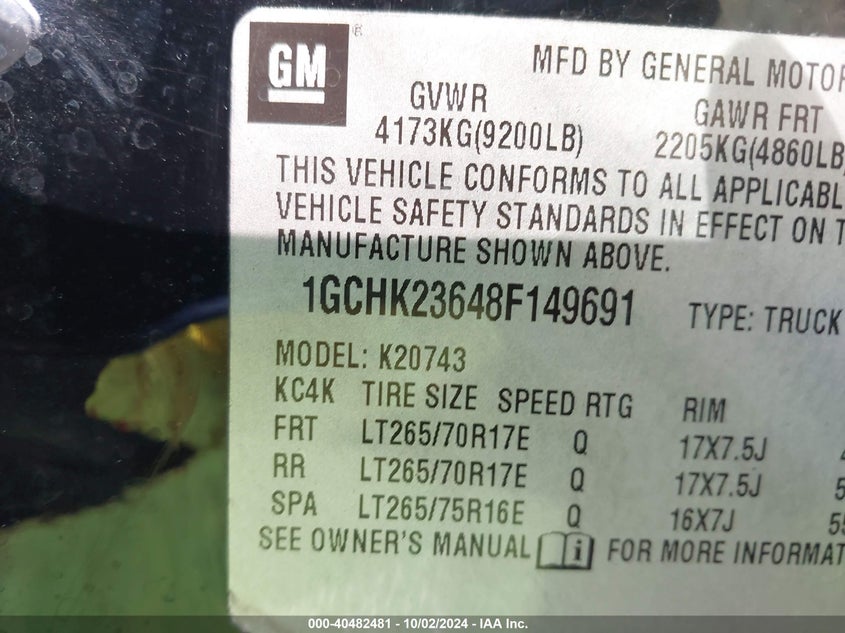 GM ®
MFD BY GENERAL MOTOR
GVWR GAWR FRT
4173KG(9200LB) 2205KG(4860LB)
THIS VEHICLE CONFORMS TO ALL APPLICABL
VEHICLE SAFETY STANDARDS IN EFFECT ON T
MANUFACTURE SHOWN ABOVE.
1GCHK23648F149691 TYPE: TRUCK
MODEL: K20743
KC4K TIRE SIZE SPEED RTG RIM
FRT LT265/70R17E Q 17X7.5J 4
RR LT265/70R17E Q 17X7.5J 5
SPA LT265/75R16E Q 16X7J 55
SEE OWNER'S MANUAL i FOR MORE INFORMAT
000-40482481 - 10/02/2024 - IAA Inc.